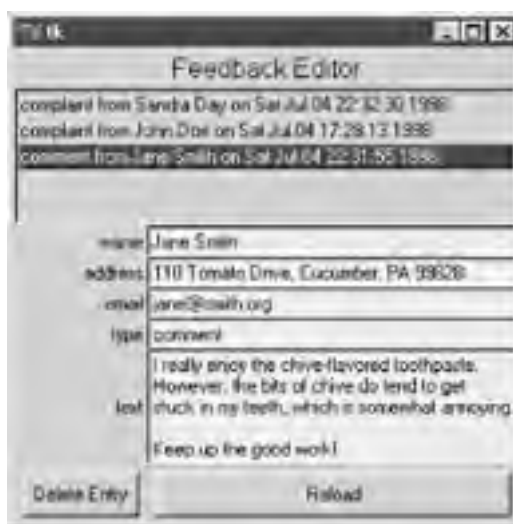 tk
Feedback Editor
complaint from Sandra Day on Sat Jul 04 22:32:30 1998
complaint from John Doe on Sat Jul 04 17:28:13 1998
comment from Jane Smith on Sat Jul 04 22:31:55 1998
name Jane Smith
address 110 Tomato Drive, Cucumber, PA
email jane@smith.org
type comment
I really enjoy the chive-flavored toothpaste.
However, the bits of chive do tend to get
text stuck in my teeth, which is somewhat annoying.
Keep up the good work!
Delete Entry Reload